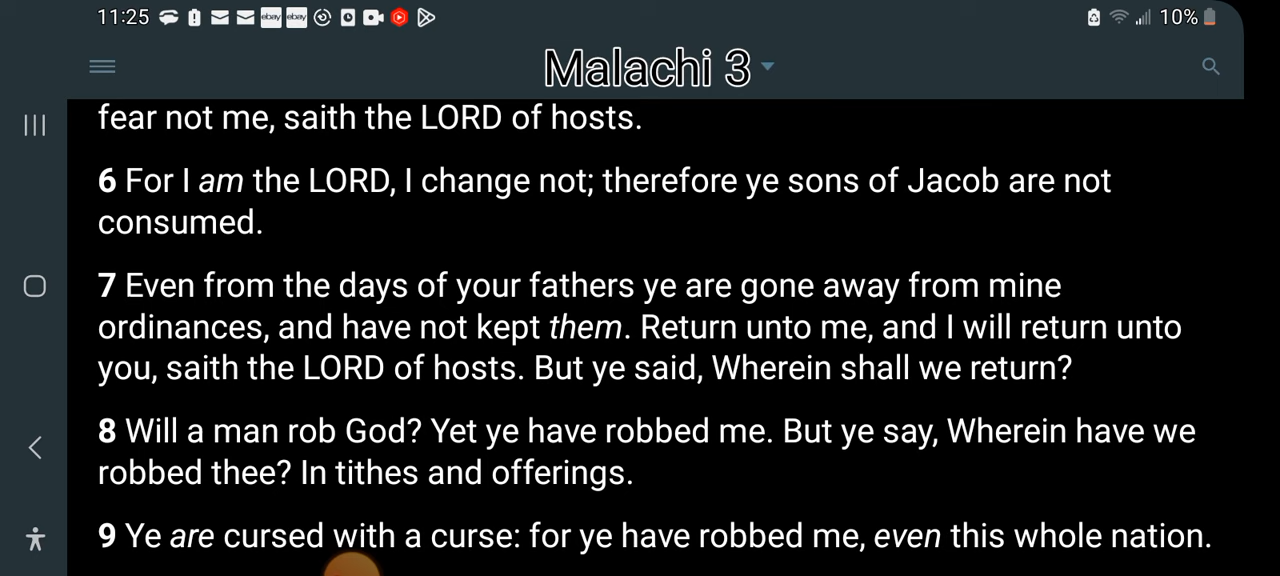 11:25 ebay ebay 10%
Malachi 3
fear not me, saith the LORD of hosts.
6 For I am the LORD, I change not; therefore ye sons of Jacob are not
consumed.
7 Even from the days of your fathers ye are gone away from mine
ordinances, and have not kept them. Return unto me, and I will return unto
you, saith the LORD of hosts. But ye said, Wherein shall we return?
8 Will a man rob God? Yet ye have robbed me. But ye say, Wherein have we
robbed thee? In tithes and offerings.
9 Ye are cursed with a curse: for ye have robbed me, even this whole nation.